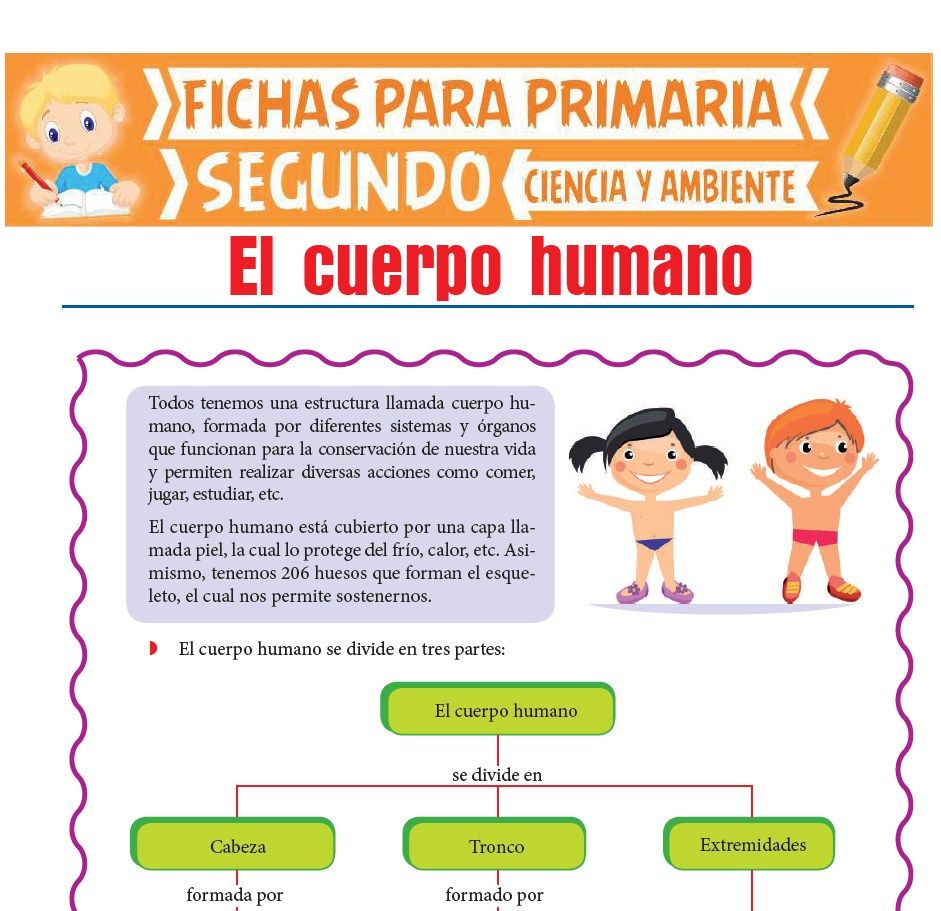 FICHAS PARA PRIMARIA
SEGUNDO CIENCIA Y AMBIENTE
El cuerpo humano
Todos tenemos una estructura llamada cuerpo hu-
mano, formada por diferentes sistemas y órganos
que funcionan para la conservación de nuestra vida
y permiten realizar diversas acciones como comer,
jugar, estudiar, etc.
El cuerpo humano está cubierto por una capa lla-
mada piel, la cual lo protege del frío, calor, etc. Asi-
mismo, tenemos 206 huesos que forman el esque-
leto, el cual nos permite sostenernos.
El cuerpo humano se divide en tres partes:
El cuerpo humano
se divide en
Cabeza Tronco Extremidades
formada por formado por